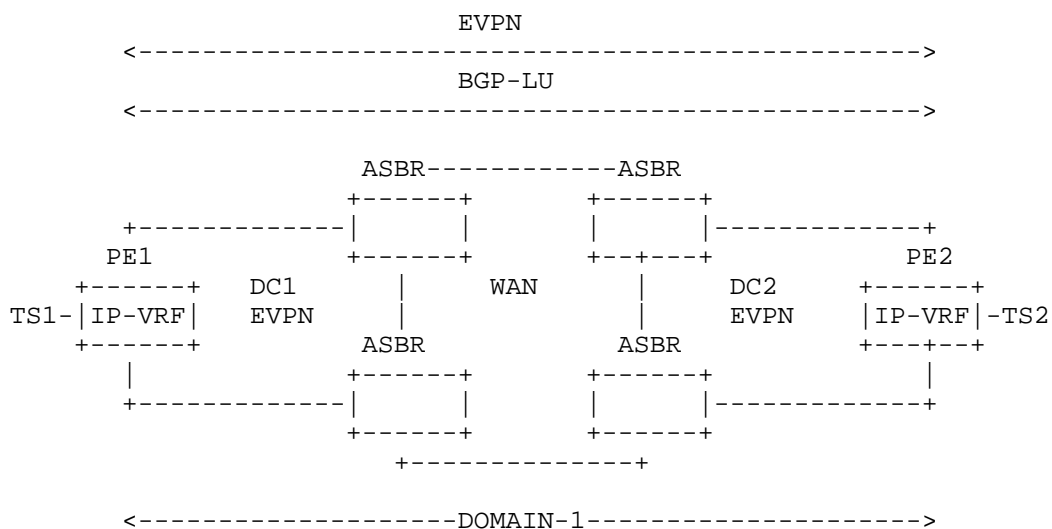 EVPN
<-------------------------------------------------->
BGP-LU
<-------------------------------------------------->
ASBR------------ASBR
+------+ +------+
+-------------| | | |-------------+
PE1 +------+ +--+---+ PE2
+------+ DC1 | WAN | DC2 +------+
TS1-|IP-VRF| EVPN | | EVPN |IP-VRF|-TS2
+------+ ASBR ASBR +---+--+
| +------+ +------+ |
+-------------| | | |-------------+
+------+ +------+
+--------------+
<--------------------DOMAIN-1--------------------->